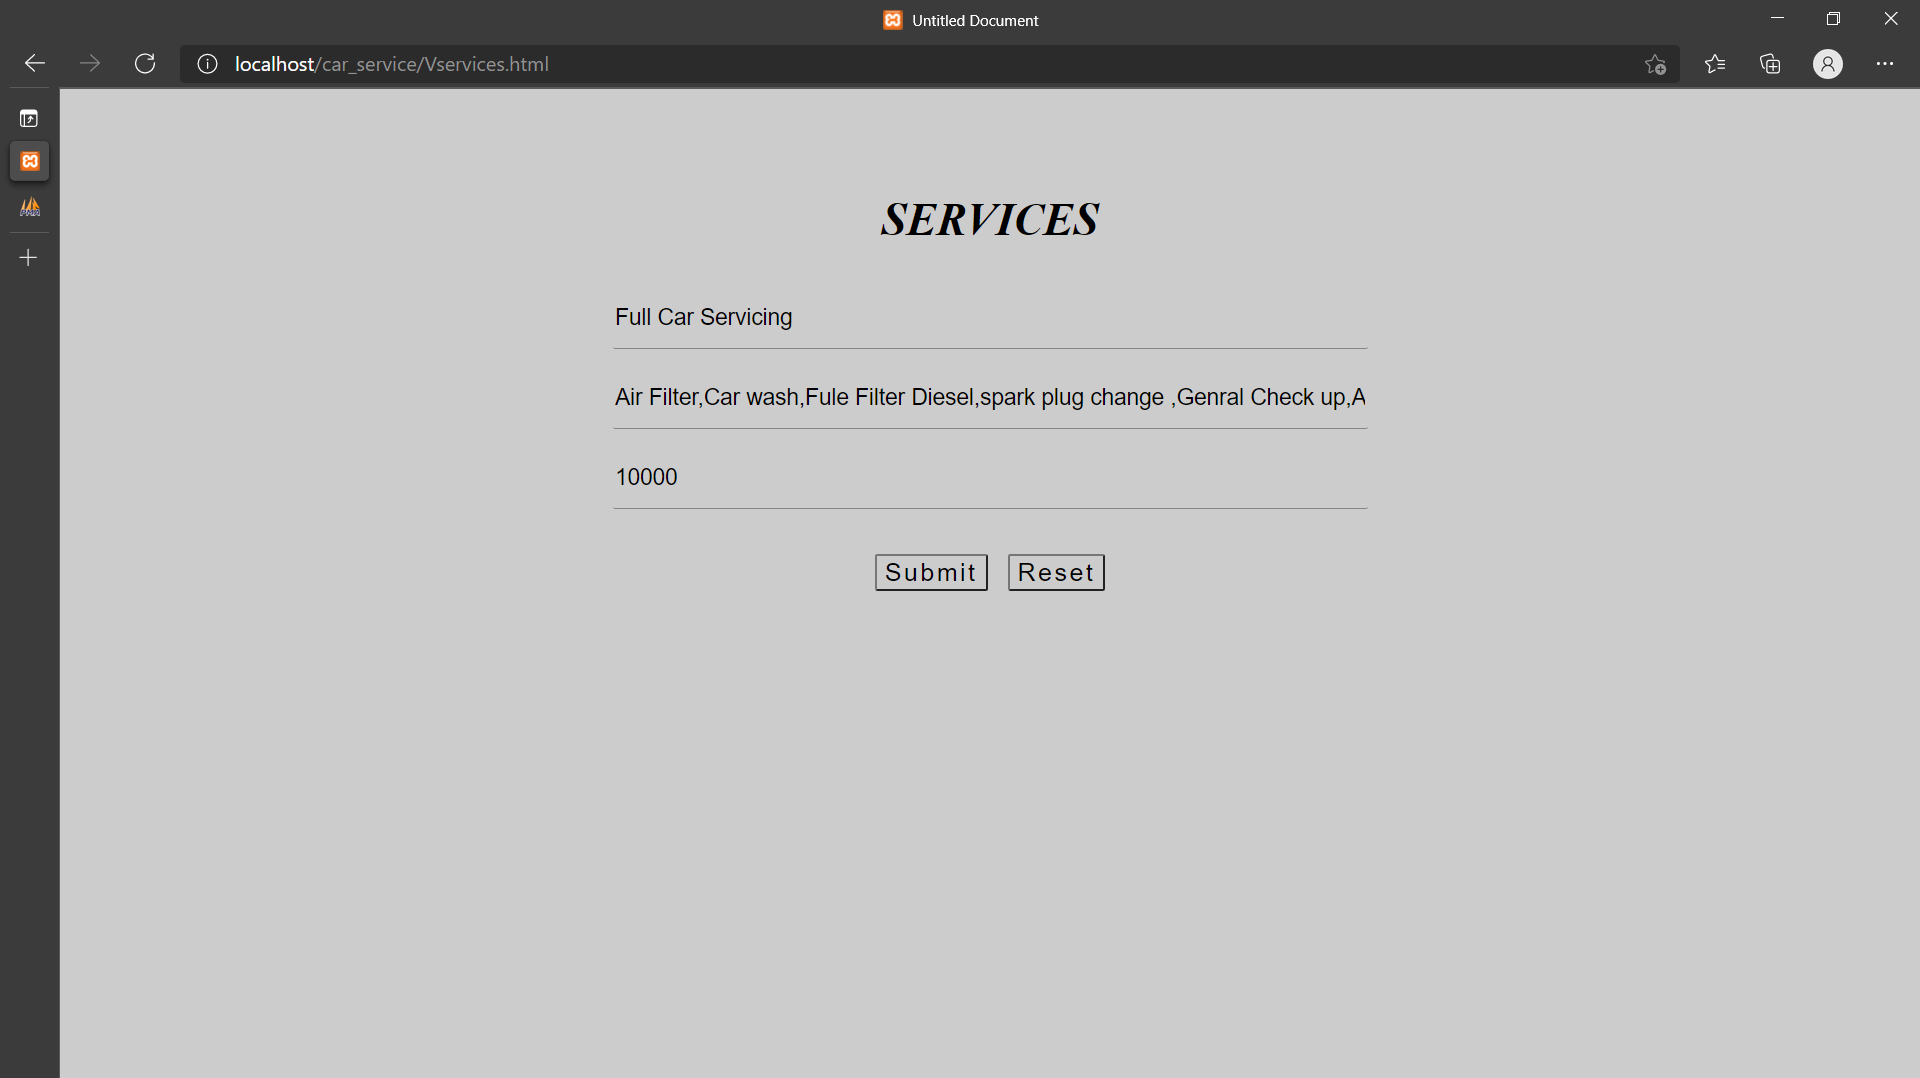 Untitled Document
localhost/car_service/Vservices.html
PMA
SERVICES
Full Car Servicing
Air Filter,Car wash,Fule Filter Diesel,spark plug change ,Genral Check up,A
10000
Submit Reset